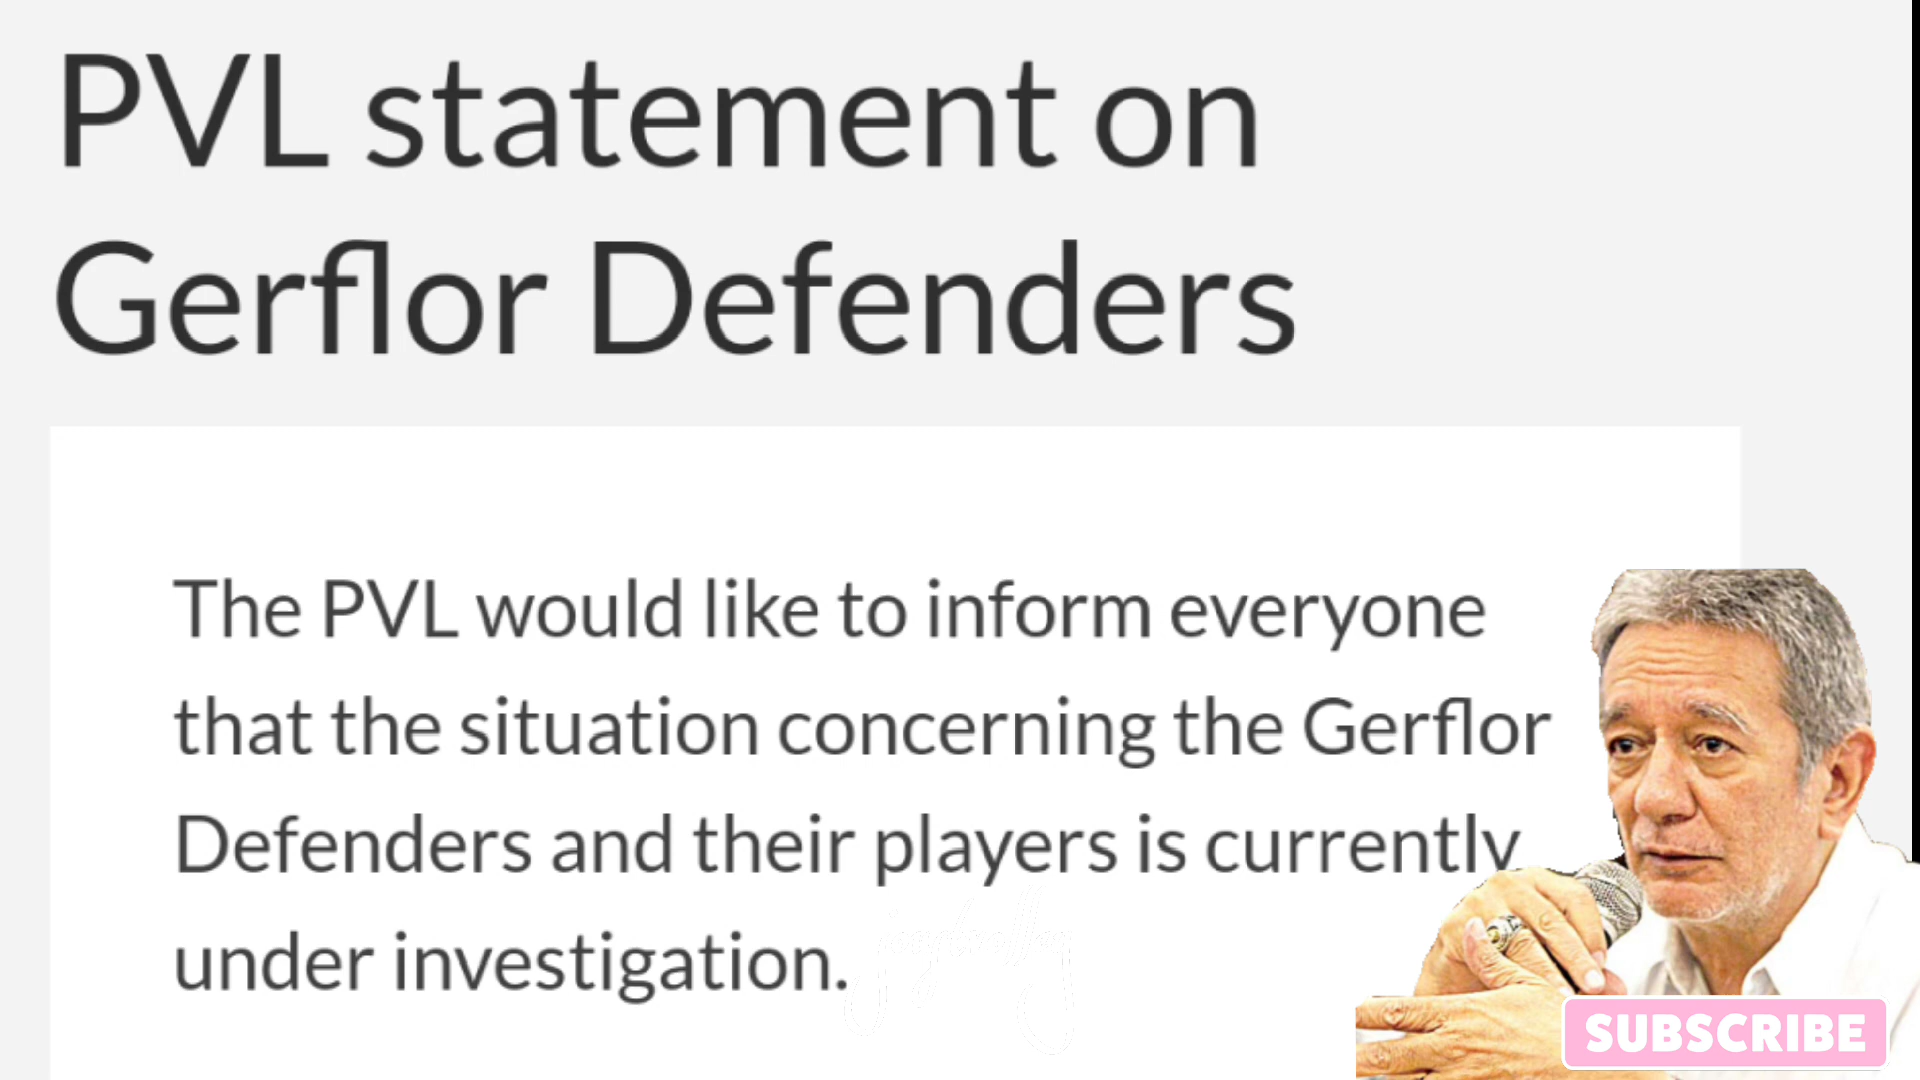 PVL statement on
Gerflor Defenders
The PVL would like to inform everyone
that the situation concerning the Gerflor
Defenders and their players is currently
under investigation.
SUBSCRIBE